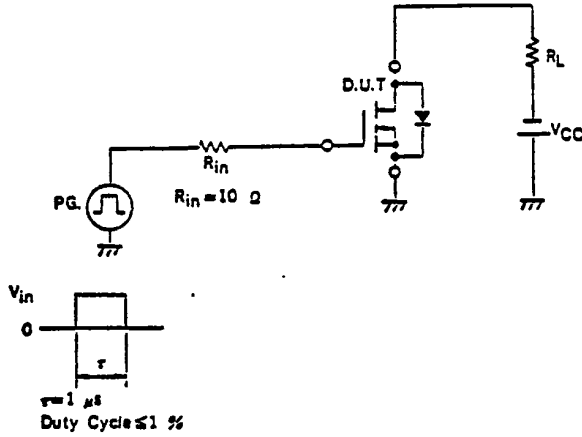 D.U.T
R_L
V_CC
R_in
R_in = 10 Ω
PG.
V_in
0
τ
τ=1 μs
Duty Cycle ≤ 1 %